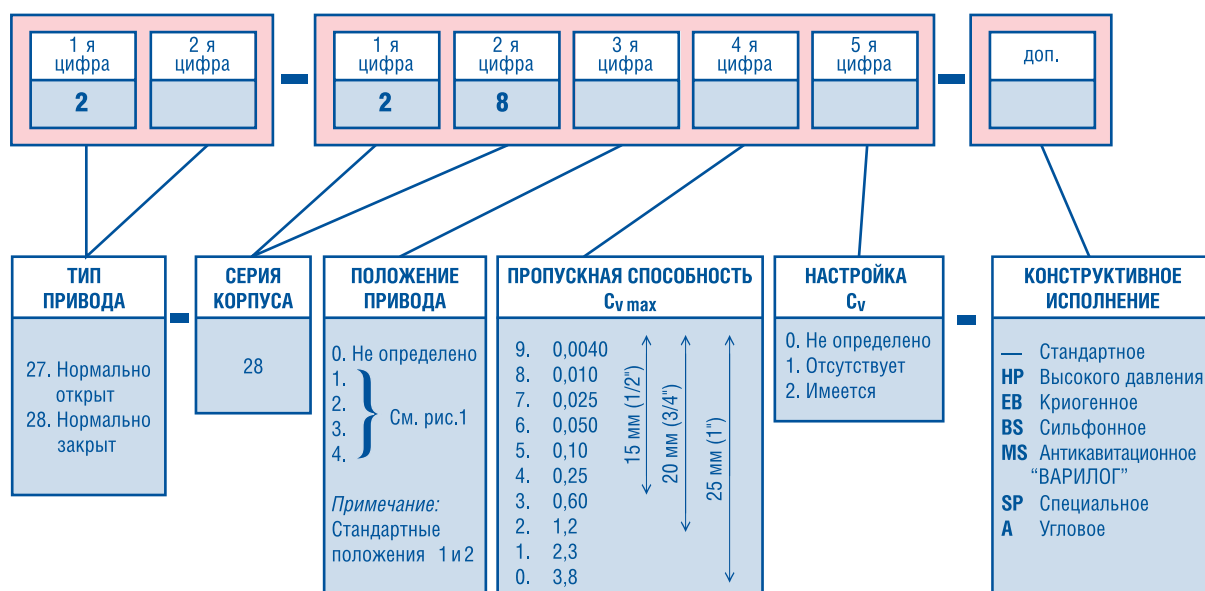 1 я цифра
2 я цифра
1 я цифра
2 я цифра
3 я цифра
4 я цифра
5 я цифра
доп.
2
2
8
ТИП
ПРИВОДА
27. Нормально
открыт
28. Нормально
закрыт
СЕРИЯ
КОРПУСА
28
ПОЛОЖЕНИЕ
ПРИВОДА
0. Не определено
1.
2.
3.
4.
См. рис.1
Примечание:
Стандартные
положения 1 и 2
ПРОПУСКНАЯ СПОСОБНОСТЬ
Cv max
9. 0,0040
8. 0,010
7. 0,025
6. 0,050
5. 0,10
4. 0,25
3. 0,60
2. 1,2
1. 2,3
0. 3,8
15 мм (1/2")
20 мм (3/4")
25 мм (1")
НАСТРОЙКА
Cv
0. Не определено
1. Отсутствует
2. Имеется
КОНСТРУКТИВНОЕ
ИСПОЛНЕНИЕ
— Стандартное
HP Высокого давления
EB Криогенное
BS Сильфонное
MS Антикавитационное
“ВАРИЛОГ”
SP Специальное
A Угловое